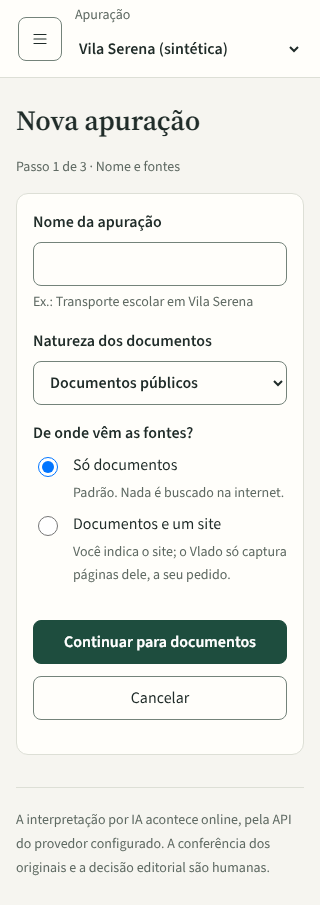 Apuração
Vila Serena (sintética)
Nova apuração
Passo 1 de 3 · Nome e fontes
Nome da apuração
Ex.: Transporte escolar em Vila Serena
Natureza dos documentos
Documentos públicos
De onde vêm as fontes?
Só documentos
Padrão. Nada é buscado na internet.
Documentos e um site
Você indica o site; o Vlado só captura
páginas dele, a seu pedido.
Continuar para documentos
Cancelar
A interpretação por IA acontece online, pela API
do provedor configurado. A conferência dos
originais e a decisão editorial são humanas.